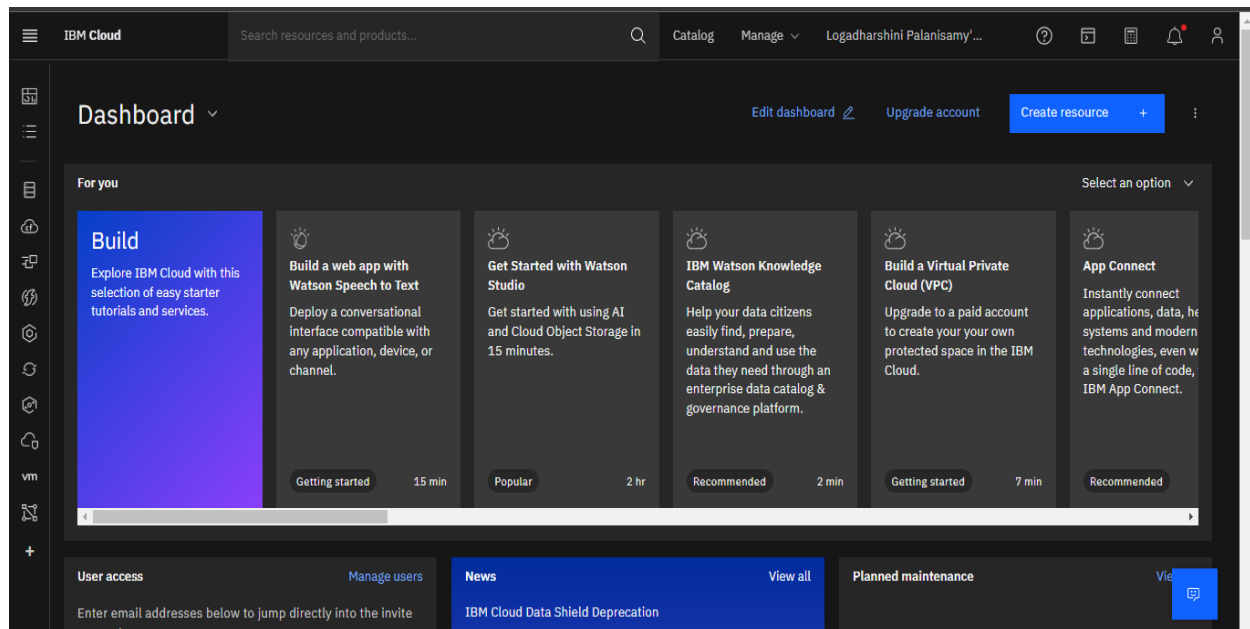 IBM Cloud
Search resources and products...
Catalog
Manage
Logadharshini Palanisamy'...
Dashboard
Edit dashboard
Upgrade account
Create resource +
For you
Select an option
Build
Explore IBM Cloud with this
selection of easy starter
tutorials and services.
Build a web app with
Watson Speech to Text
Deploy a conversational
interface compatible with
any application, device, or
channel.
Getting started
15 min
Get Started with Watson
Studio
Get started with using AI
and Cloud Object Storage in
15 minutes.
Popular
2 hr
IBM Watson Knowledge
Catalog
Help your data citizens
easily find, prepare,
understand and use the
data they need through an
enterprise data catalog &
governance platform.
Recommended
2 min
Build a Virtual Private
Cloud (VPC)
Upgrade to a paid account
to create your your own
protected space in the IBM
Cloud.
Getting started
7 min
App Connect
Instantly connect
applications, data,
systems and modern
technologies, even
a single line of code,
IBM App Connect.
Recommended
vm
User access
Manage users
Enter email addresses below to jump directly into the invite
News
View all
IBM Cloud Data Shield Deprecation
Planned maintenance